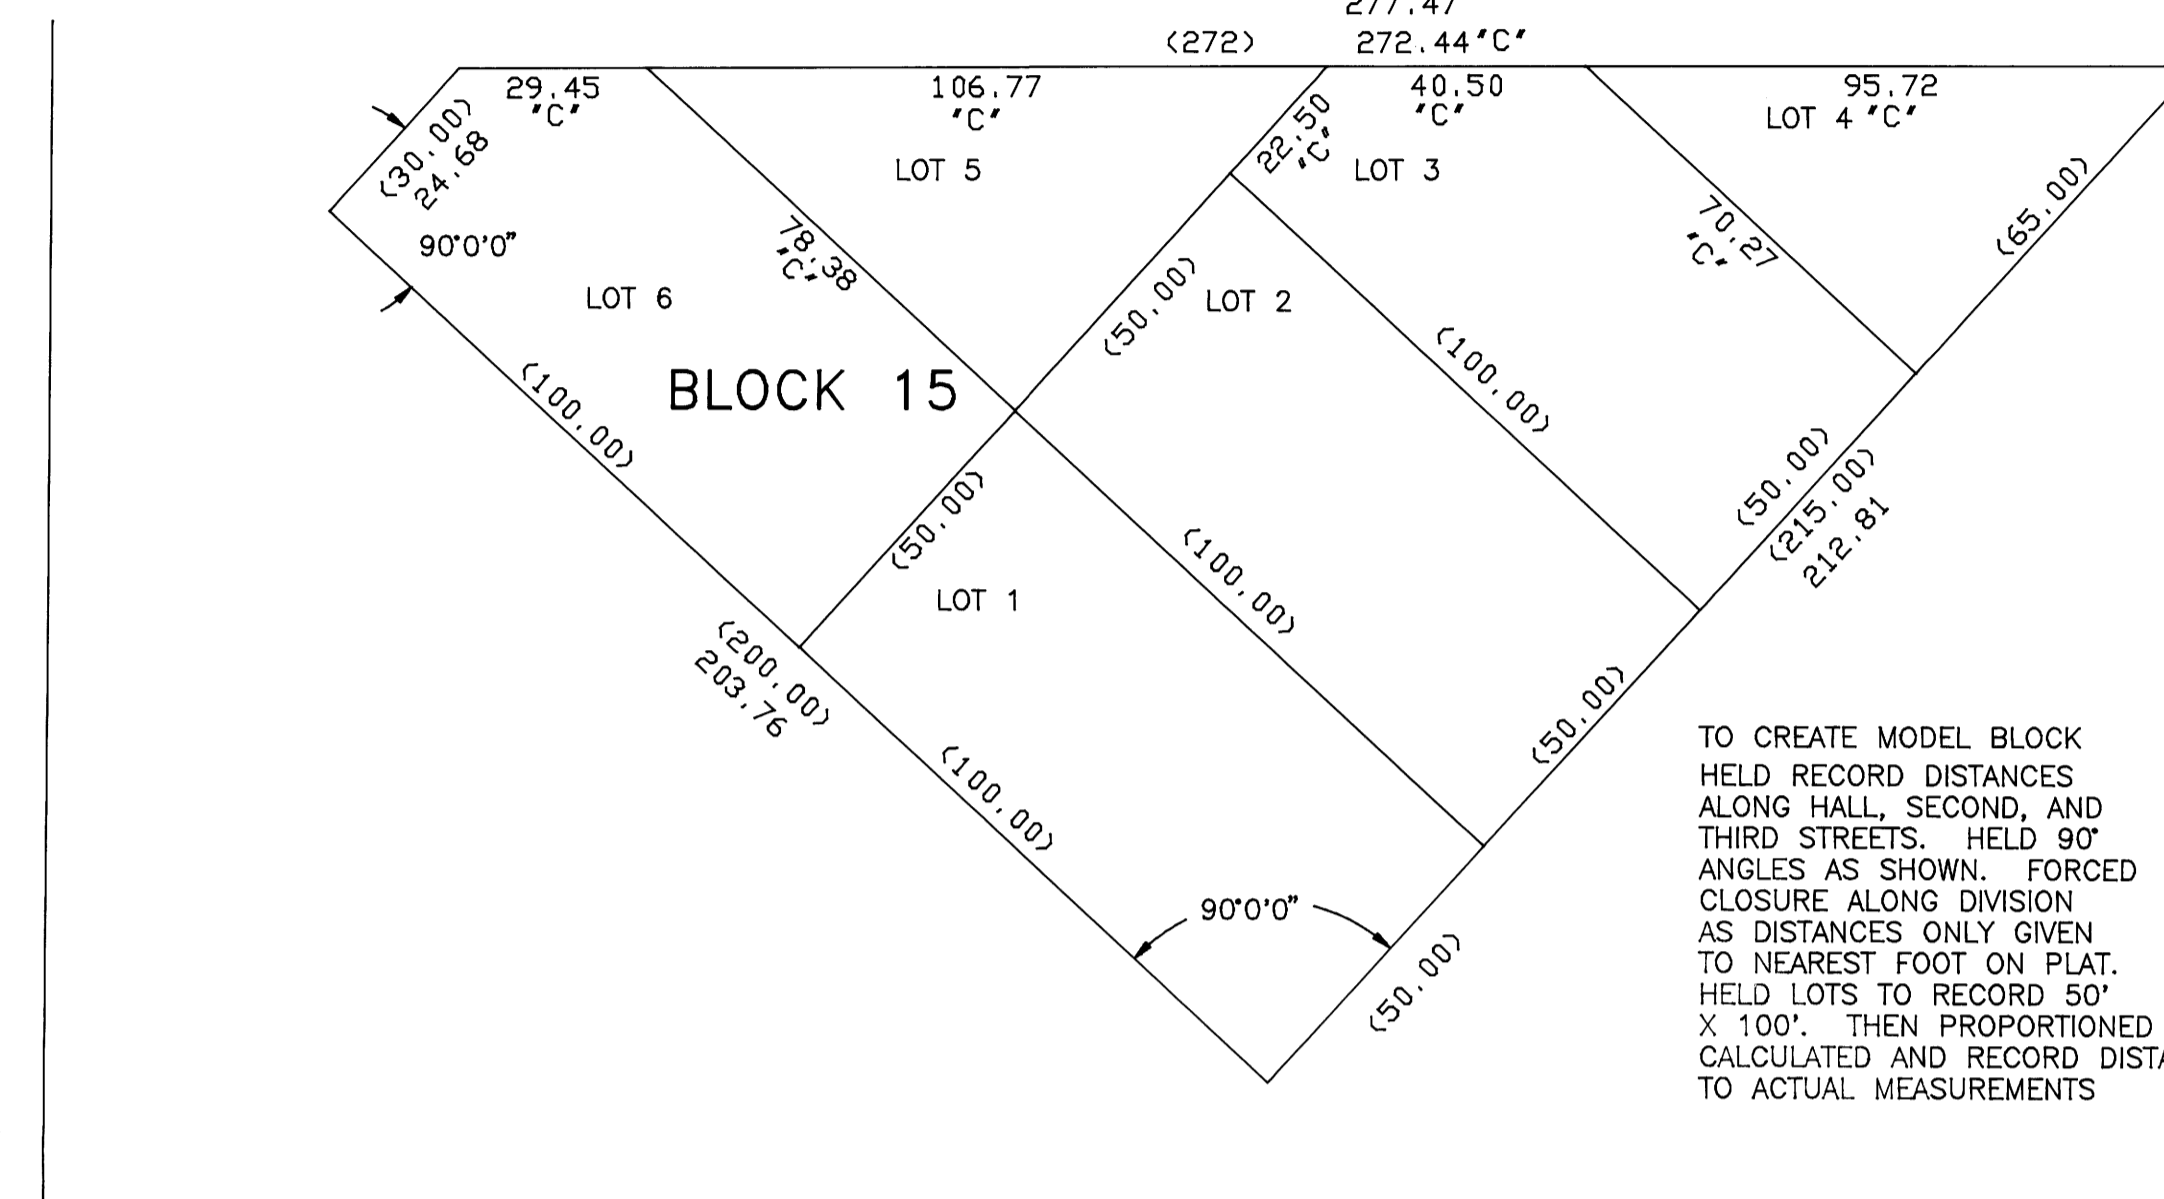 277.47
(272)
272.44 "C"
29.45
"C"
106.77
"C"
40.50
"C"
95.72
LOT 4 "C"
(30.00)
24.68
22.50
"C"
LOT 5
LOT 3
78.38
"C"
70.27
"C"
(65.00)
90°0'0"
LOT 6
(50.00)
LOT 2
(100.00)
BLOCK 15
(100.00)
(50.00)
(50.00)
(215.00)
212.81
LOT 1
(100.00)
(200.00)
203.76
(50.00)
(100.00)
90°0'0"
(50.00)
TO CREATE MODEL BLOCK
HELD RECORD DISTANCES
ALONG HALL, SECOND, AND
THIRD STREETS. HELD 90°
ANGLES AS SHOWN. FORCED
CLOSURE ALONG DIVISION
AS DISTANCES ONLY GIVEN
TO NEAREST FOOT ON PLAT.
HELD LOTS TO RECORD 50'
X 100'. THEN PROPORTIONED
CALCULATED AND RECORD DISTA
TO ACTUAL MEASUREMENTS